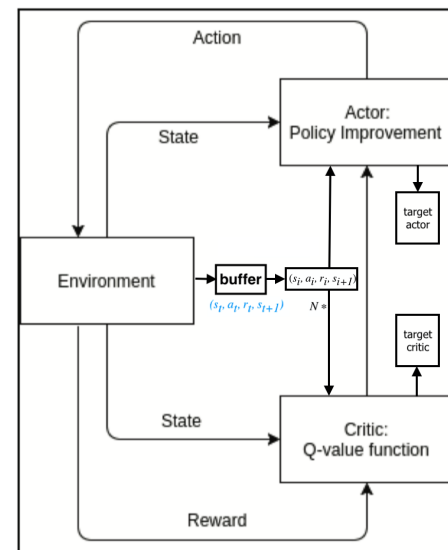 Action
Actor:
Policy Improvement
State
target
actor
Environment
buffer
(s_i, a_i, r_i, s_{i+1})
(s_t, a_t, r_t, s_{t+1})
N *
target
critic
State
Critic:
Q-value function
Reward